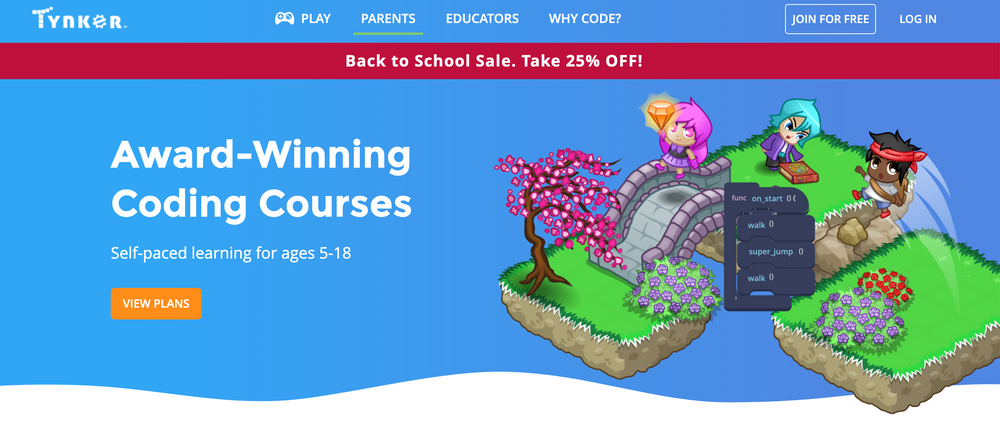 TYNKER
PLAY PARENTS EDUCATORS WHY CODE? JOIN FOR FREE LOG IN
Back to School Sale. Take 25% OFF!
Award-Winning
Coding Courses
Self-paced learning for ages 5-18
VIEW PLANS
func on_start () {
walk ()
super_jump ()
walk ()
}